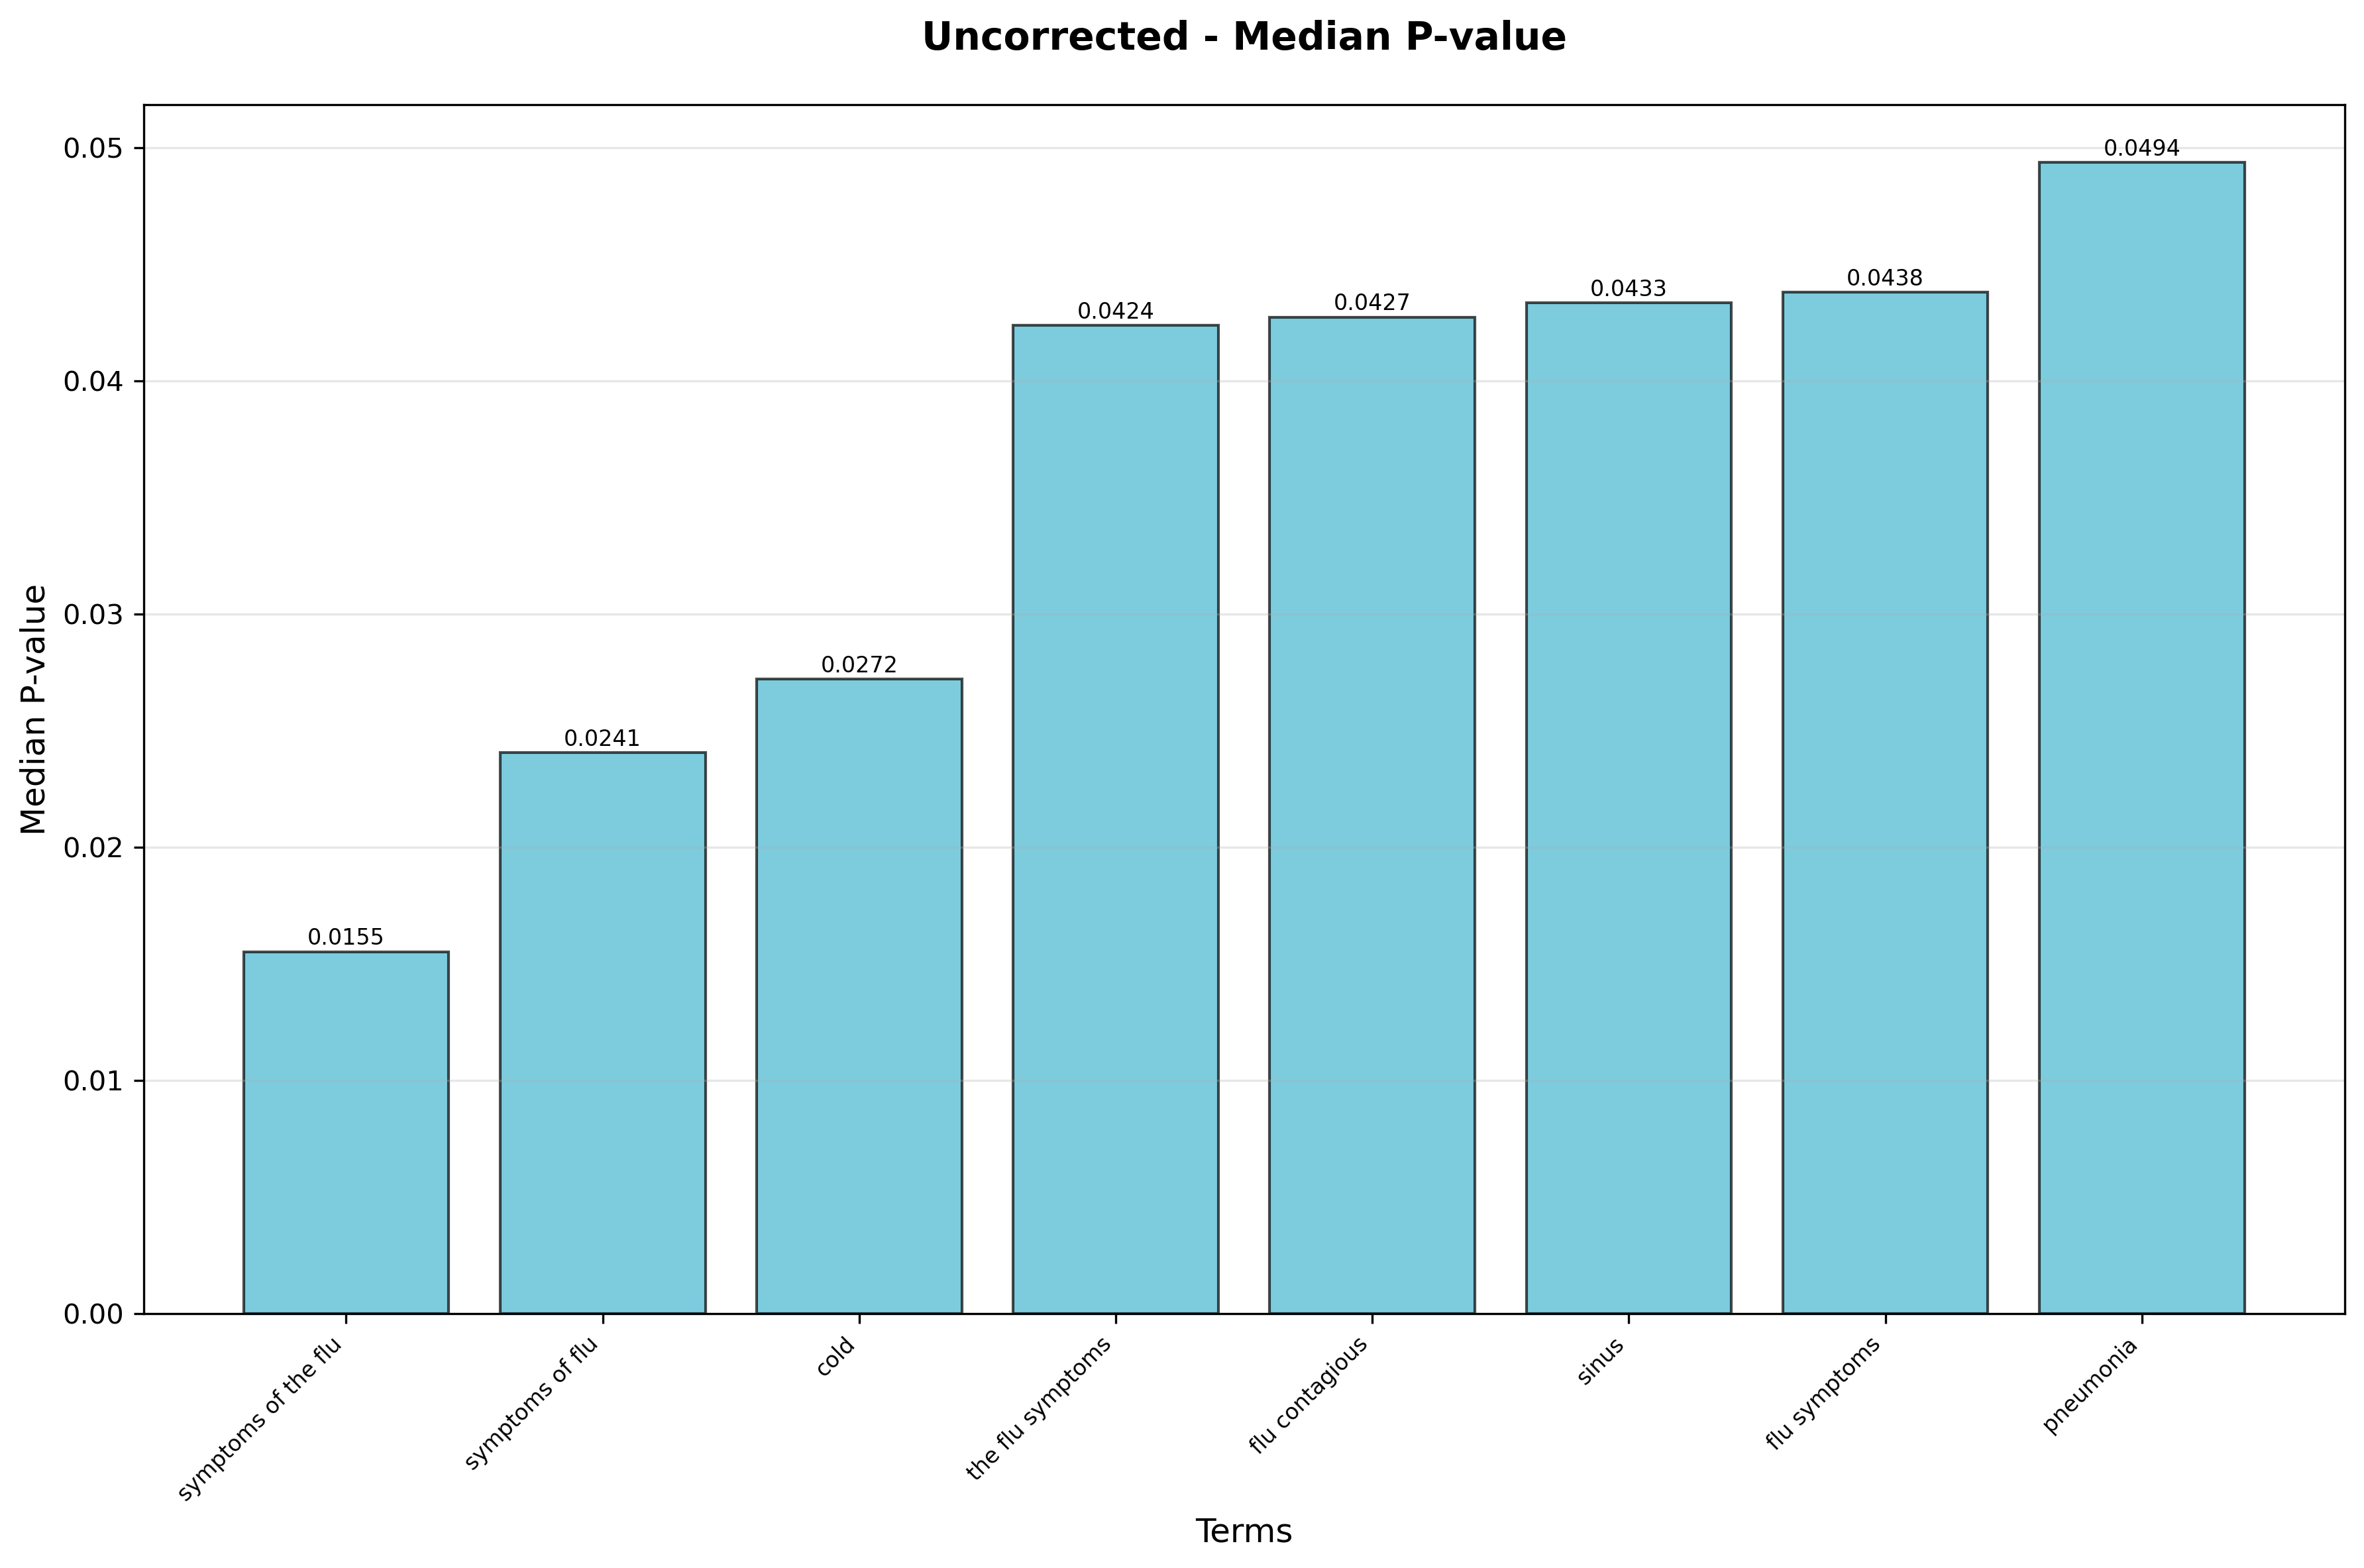 Uncorrected - Median P-value
Median P-value
0.05
0.04
0.03
0.02
0.01
0.00
0.0155
0.0241
0.0272
0.0424
0.0427
0.0433
0.0438
0.0494
symptoms of the flu
symptoms of flu
cold
the flu symptoms
flu contagious
sinus
flu symptoms
pneumonia
Terms